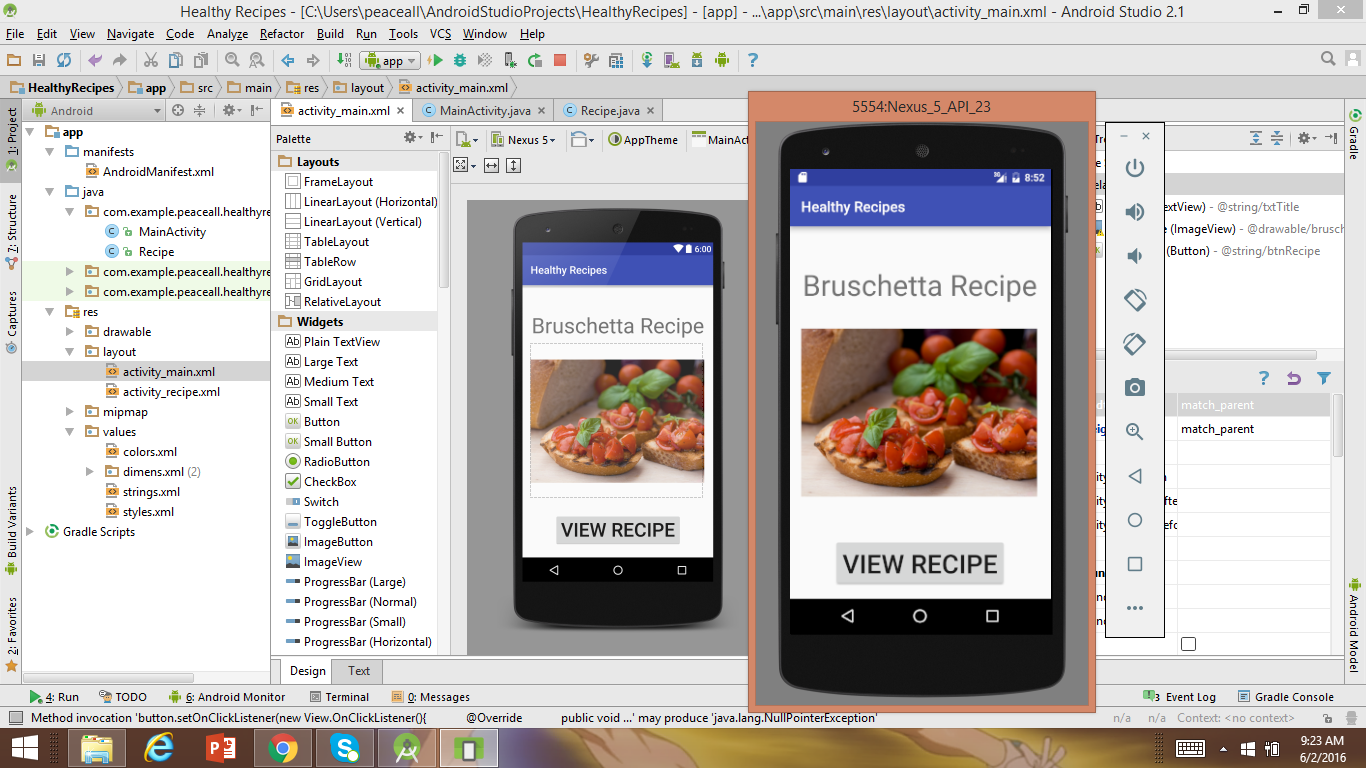 Healthy Recipes - [C:\Users\peaceall\AndroidStudioProjects\HealthyRecipes] - [app] - ...\app\src\main\res\layout\activity_main.xml - Android Studio 2.1
File Edit View Navigate Code Analyze Refactor Build Run Tools VCS Window Help
app
HealthyRecipes app src main res layout activity_main.xml
1: Project
7: Structure
Captures
Build Variants
2: Favorites
Android
app
manifests
AndroidManifest.xml
java
com.example.peaceall.healthyre
MainActivity
Recipe
com.example.peaceall.healthyre
com.example.peaceall.healthyre
res
drawable
layout
activity_main.xml
activity_recipe.xml
mipmap
values
colors.xml
dimens.xml (2)
strings.xml
styles.xml
Gradle Scripts
activity_main.xml MainActivity.java Recipe.java
Palette
Layouts
FrameLayout
LinearLayout (Horizontal)
LinearLayout (Vertical)
TableLayout
TableRow
GridLayout
RelativeLayout
Widgets
Ab Plain TextView
Ab Large Text
Ab Medium Text
Ab Small Text
OK Button
OK Small Button
RadioButton
CheckBox
Switch
ToggleButton
ImageButton
ImageView
ProgressBar (Large)
ProgressBar (Normal)
ProgressBar (Small)
ProgressBar (Horizontal)
Design Text
Nexus 5 AppTheme MainAct
6:00
Healthy Recipes
Bruschetta Recipe
VIEW RECIPE
5554:Nexus_5_API_23
3G 8:52
Healthy Recipes
Bruschetta Recipe
VIEW RECIPE
extView) - @string/txtTitle
(ImageView) - @drawable/brusch
(Button) - @string/btnRecipe
match_parent
match_parent
Gradle
Android Model
4: Run TODO 6: Android Monitor Terminal 0: Messages 3 Event Log Gradle Console
Method invocation 'button.setOnClickListener(new View.OnClickListener(){ @Override public void ...' may produce 'java.lang.NullPointerException' n/a n/a Context: <no context>
9:23 AM
6/2/2016